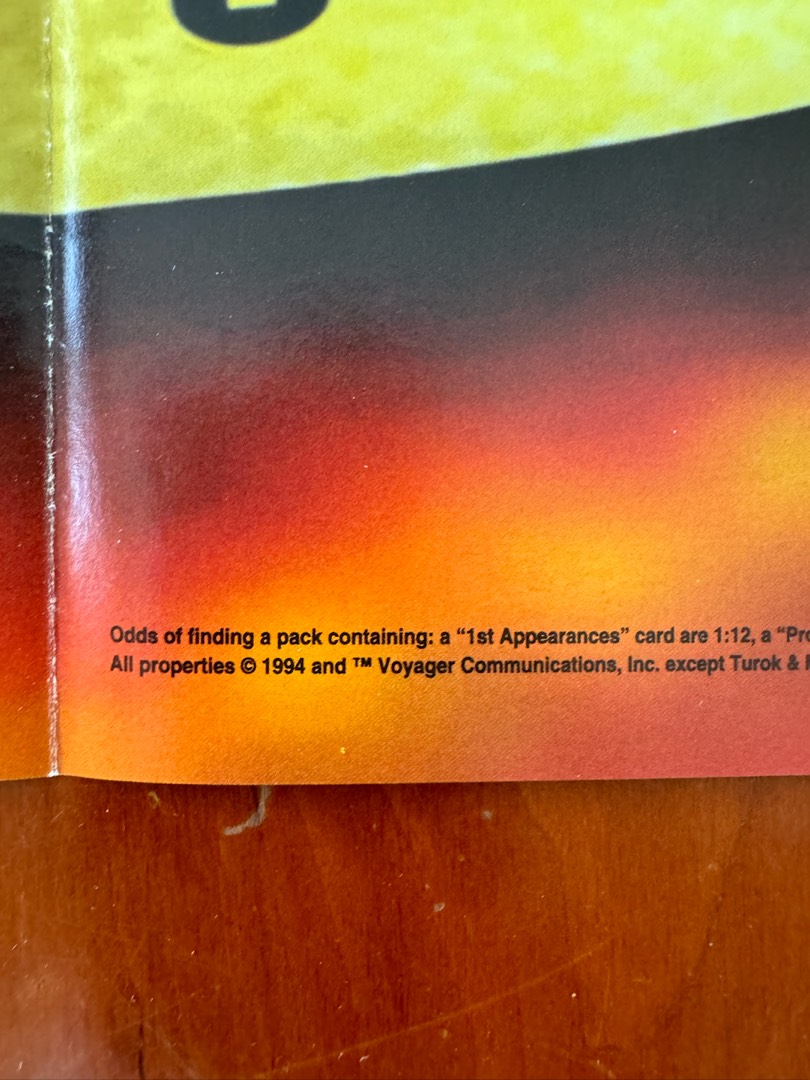 Odds of finding a pack containing: a “1st Appearances” card are 1:12, a
All properties © 1994 and ™ Voyager Communications, Inc. except Turok &